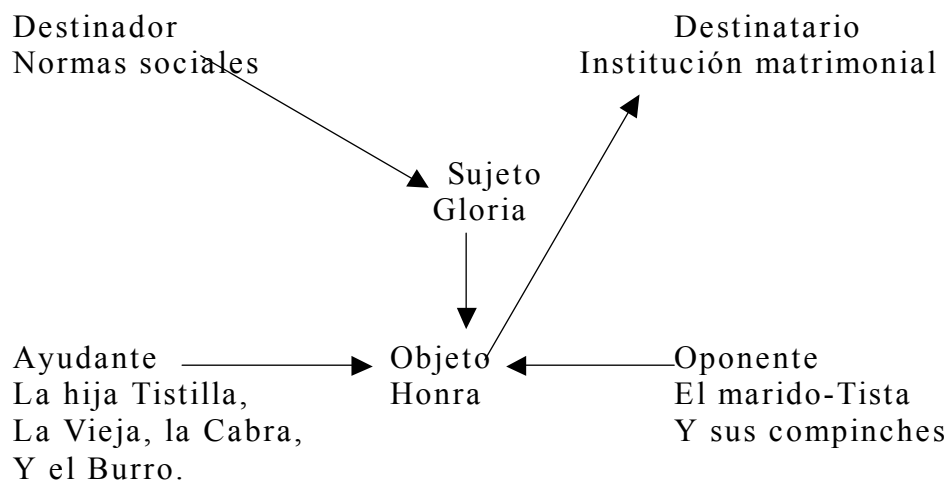 Destinador
Normas sociales
Destinatario
Institución matrimonial
Sujeto
Gloria
Ayudante
La hija Tistilla,
La Vieja, la Cabra,
Y el Burro.
Objeto
Honra
Oponente
El marido-Tista
Y sus compinches